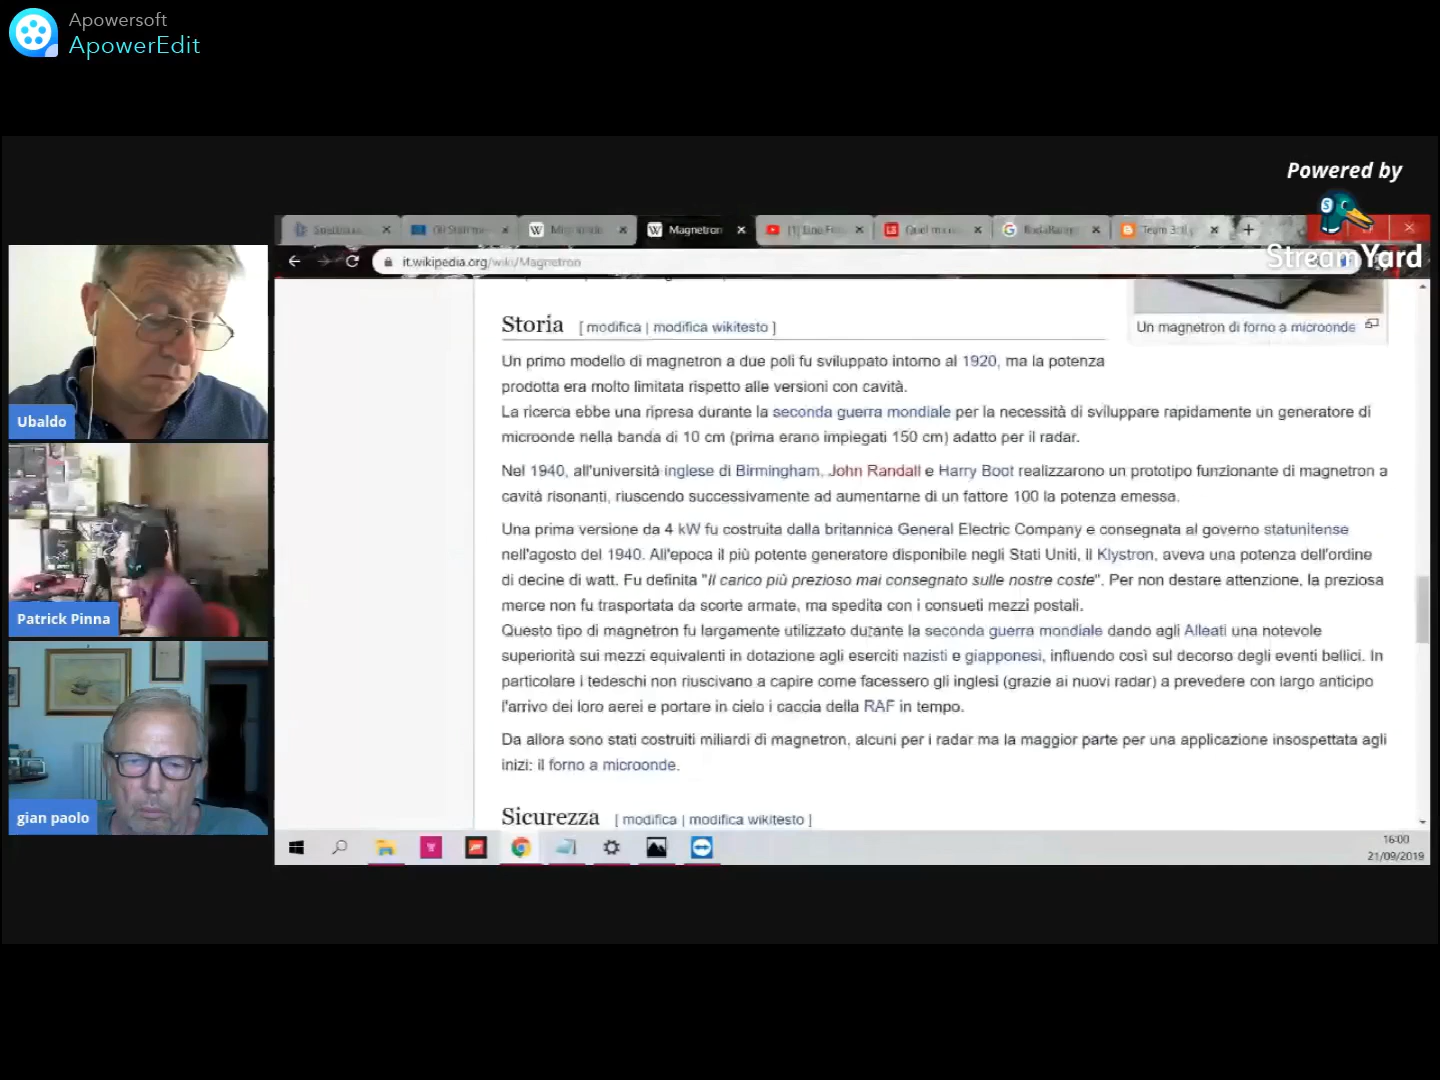 Apowersoft
ApowerEdit
Powered by
StreamYard
Magnetron
it.wikipedia.org/wiki/Magnetron
Storia [ modifica | modifica wikitesto ]
Un magnetron di forno a microonde
Un primo modello di magnetron a due poli fu sviluppato intorno al 1920, ma la potenza
prodotta era molto limitata rispetto alle versioni con cavità.
La ricerca ebbe una ripresa durante la seconda guerra mondiale per la necessità di sviluppare rapidamente un generatore di
microonde nella banda di 10 cm (prima erano impiegati 150 cm) adatto per il radar.
Nel 1940, all'università inglese di Birmingham, John Randall e Harry Boot realizzarono un prototipo funzionante di magnetron a
cavità risonanti, riuscendo successivamente ad aumentarne di un fattore 100 la potenza emessa.
Una prima versione da 4 kW fu costruita dalla britannica General Electric Company e consegnata al governo statunitense
nell'agosto del 1940. All'epoca il più potente generatore disponibile negli Stati Uniti, il Klystron, aveva una potenza dell'ordine
di decine di watt. Fu definita "Il carico più prezioso mai consegnato sulle nostre coste". Per non destare attenzione, la preziosa
merce non fu trasportata da scorte armate, ma spedita con i consueti mezzi postali.
Questo tipo di magnetron fu largamente utilizzato durante la seconda guerra mondiale dando agli Alleati una notevole
superiorità sui mezzi equivalenti in dotazione agli eserciti nazisti e giapponesi, influendo così sul decorso degli eventi bellici. In
particolare i tedeschi non riuscivano a capire come facessero gli inglesi (grazie ai nuovi radar) a prevedere con largo anticipo
l'arrivo dei loro aerei e portare in cielo i caccia della RAF in tempo.
Da allora sono stati costruiti miliardi di magnetron, alcuni per i radar ma la maggior parte per una applicazione insospettata agli
inizi: il forno a microonde.
Sicurezza [ modifica | modifica wikitesto ]
Ubaldo
Patrick Pinna
gian paolo
16:00
21/09/2019